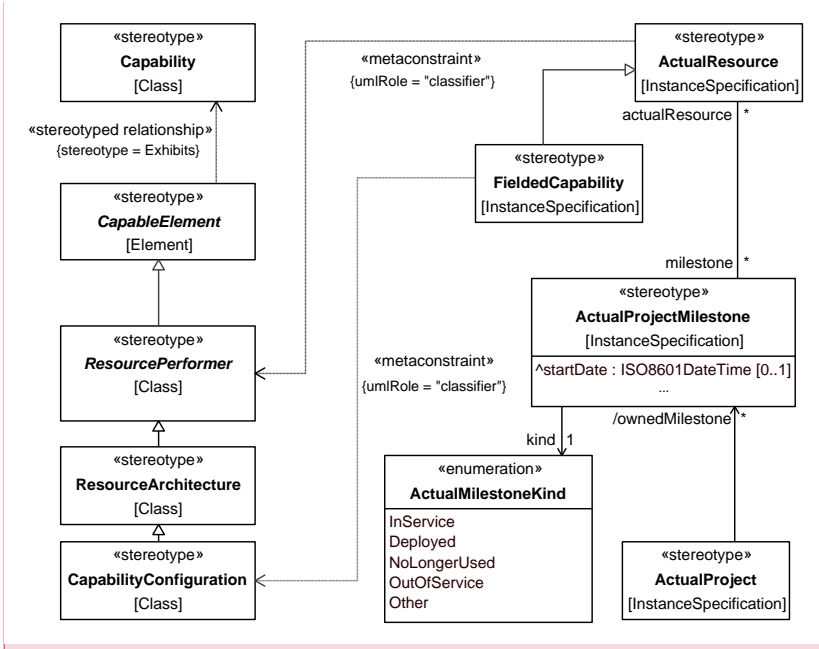 «stereotype»
Capability
[Class]
«stereotyped relationship»
{stereotype = Exhibits}
«stereotype»
CapableElement
[Element]
«stereotype»
ResourcePerformer
[Class]
«stereotype»
ResourceArchitecture
[Class]
«stereotype»
CapabilityConfiguration
[Class]
«metaconstraint»
{umlRole = "classifier"}
«stereotype»
ActualResource
[InstanceSpecification]
actualResource *
«stereotype»
FieldedCapability
[InstanceSpecification]
milestone *
«stereotype»
ActualProjectMilestone
[InstanceSpecification]
^startDate : ISO8601DateTime [0..1]
...
«metaconstraint»
{umlRole = "classifier"}
/ownedMilestone *
kind 1
«enumeration»
ActualMilestoneKind
InService
Deployed
NoLongerUsed
OutOfService
Other
«stereotype»
ActualProject
[InstanceSpecification]